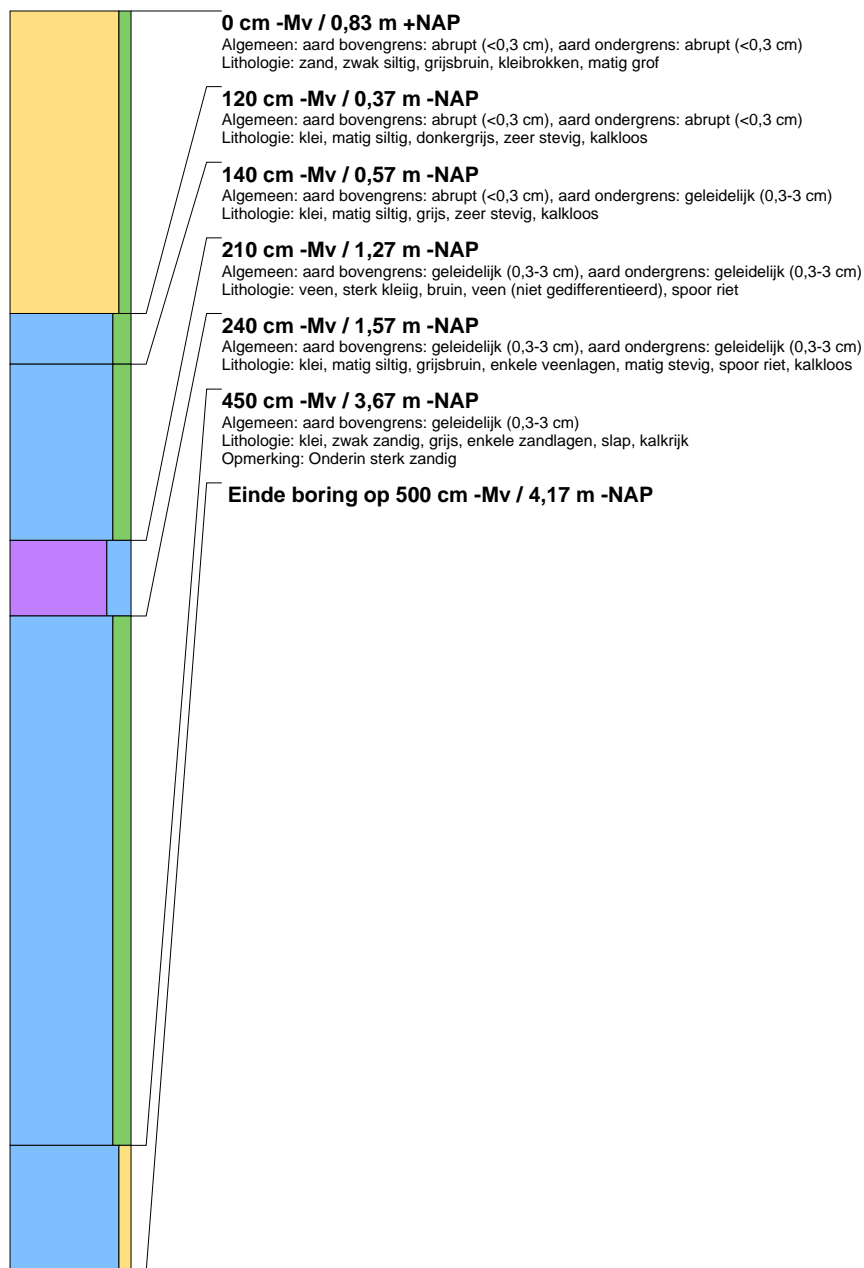 0 cm -Mv / 0,83 m +NAP
Algemeen: aard bovengrens: abrupt (<0,3 cm), aard ondergrens: abrupt (<0,3 cm)
Lithologie: zand, zwak siltig, grijsbruin, kleibrokken, matig grof
120 cm -Mv / 0,37 m -NAP
Algemeen: aard bovengrens: abrupt (<0,3 cm), aard ondergrens: abrupt (<0,3 cm)
Lithologie: klei, matig siltig, donkergrijs, zeer stevig, kalkloos
140 cm -Mv / 0,57 m -NAP
Algemeen: aard bovengrens: abrupt (<0,3 cm), aard ondergrens: geleidelijk (0,3-3 cm)
Lithologie: klei, matig siltig, grijs, zeer stevig, kalkloos
210 cm -Mv / 1,27 m -NAP
Algemeen: aard bovengrens: geleidelijk (0,3-3 cm), aard ondergrens: geleidelijk (0,3-3 cm)
Lithologie: veen, sterk kleiig, bruin, veen (niet gedifferentieerd), spoor riet
240 cm -Mv / 1,57 m -NAP
Algemeen: aard bovengrens: geleidelijk (0,3-3 cm), aard ondergrens: geleidelijk (0,3-3 cm)
Lithologie: klei, matig siltig, grijsbruin, enkele veenlagen, matig stevig, spoor riet, kalkloos
450 cm -Mv / 3,67 m -NAP
Algemeen: aard bovengrens: geleidelijk (0,3-3 cm)
Lithologie: klei, zwak zandig, grijs, enkele zandlagen, slap, kalkrijk
Opmerking: Onderin sterk zandig
Einde boring op 500 cm -Mv / 4,17 m -NAP